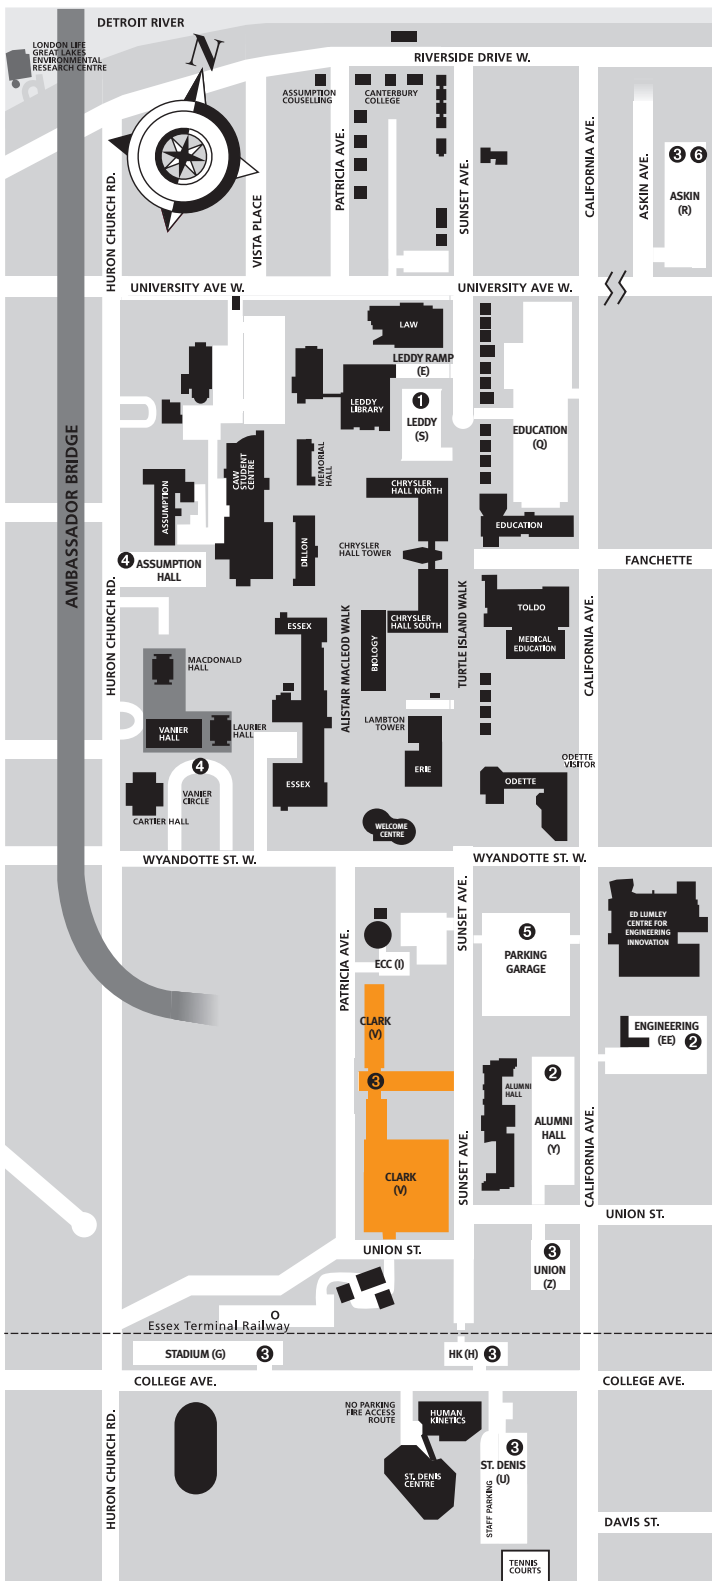 DETROIT RIVER
LONDON LIFE
GREAT LAKES
ENVIRONMENTAL
RESEARCH CENTRE
N
RIVERSIDE DRIVE W.
ASSUMPTION
COUSELLING
CANTERBURY
COLLEGE
HURON CHURCH RD.
VISTA PLACE
PATRICIA AVE.
SUNSET AVE.
CALIFORNIA AVE.
ASKIN AVE.
3 6
ASKIN
(R)
UNIVERSITY AVE W.
UNIVERSITY AVE W.
AMBASSADOR BRIDGE
LAW
LEDDY RAMP
(E)
LEDDY
LIBRARY
1
LEDDY
(S)
EDUCATION
(Q)
CAW
STUDENT
CENTRE
MEMORIAL
HALL
CHRYSLER
HALL NORTH
ASSUMPTION
EDUCATION
DILLON
CHRYSLER
HALL TOWER
4
ASSUMPTION
HALL
FANCHETTE
HURON CHURCH RD.
ESSEX
ALISTAIR MACLEOD WALK
BIOLOGY
CHRYSLER
HALL SOUTH
TURTLE ISLAND WALK
TOLDO
MEDICAL
EDUCATION
CALIFORNIA AVE.
MACDONALD
HALL
VANIER
HALL
LAURIER
HALL
LAMBTON
TOWER
ERIE
ODETTE
VISITOR
ODETTE
4
VANIER
CIRCLE
ESSEX
CARTIER HALL
WELCOME
CENTRE
WYANDOTTE ST. W.
WYANDOTTE ST. W.
PATRICIA AVE.
SUNSET AVE.
5
PARKING
GARAGE
ED LUMLEY
CENTRE FOR
ENGINEERING
INNOVATION
ECC (I)
CLARK
(V)
ENGINEERING
(EE) 2
3
2
ALUMNI
HALL
ALUMNI
HALL
(Y)
SUNSET AVE.
CALIFORNIA AVE.
CLARK
(V)
UNION ST.
UNION ST.
3
UNION
(Z)
O
Essex Terminal Railway
STADIUM (G) 3
HK (H) 3
COLLEGE AVE.
COLLEGE AVE.
HURON CHURCH RD.
NO PARKING
FIRE ACCESS
ROUTE
HUMAN
KINETICS
3
ST. DENIS
(U)
ST. DENIS
CENTRE
STAFF PARKING
DAVIS ST.
TENNIS
COURTS